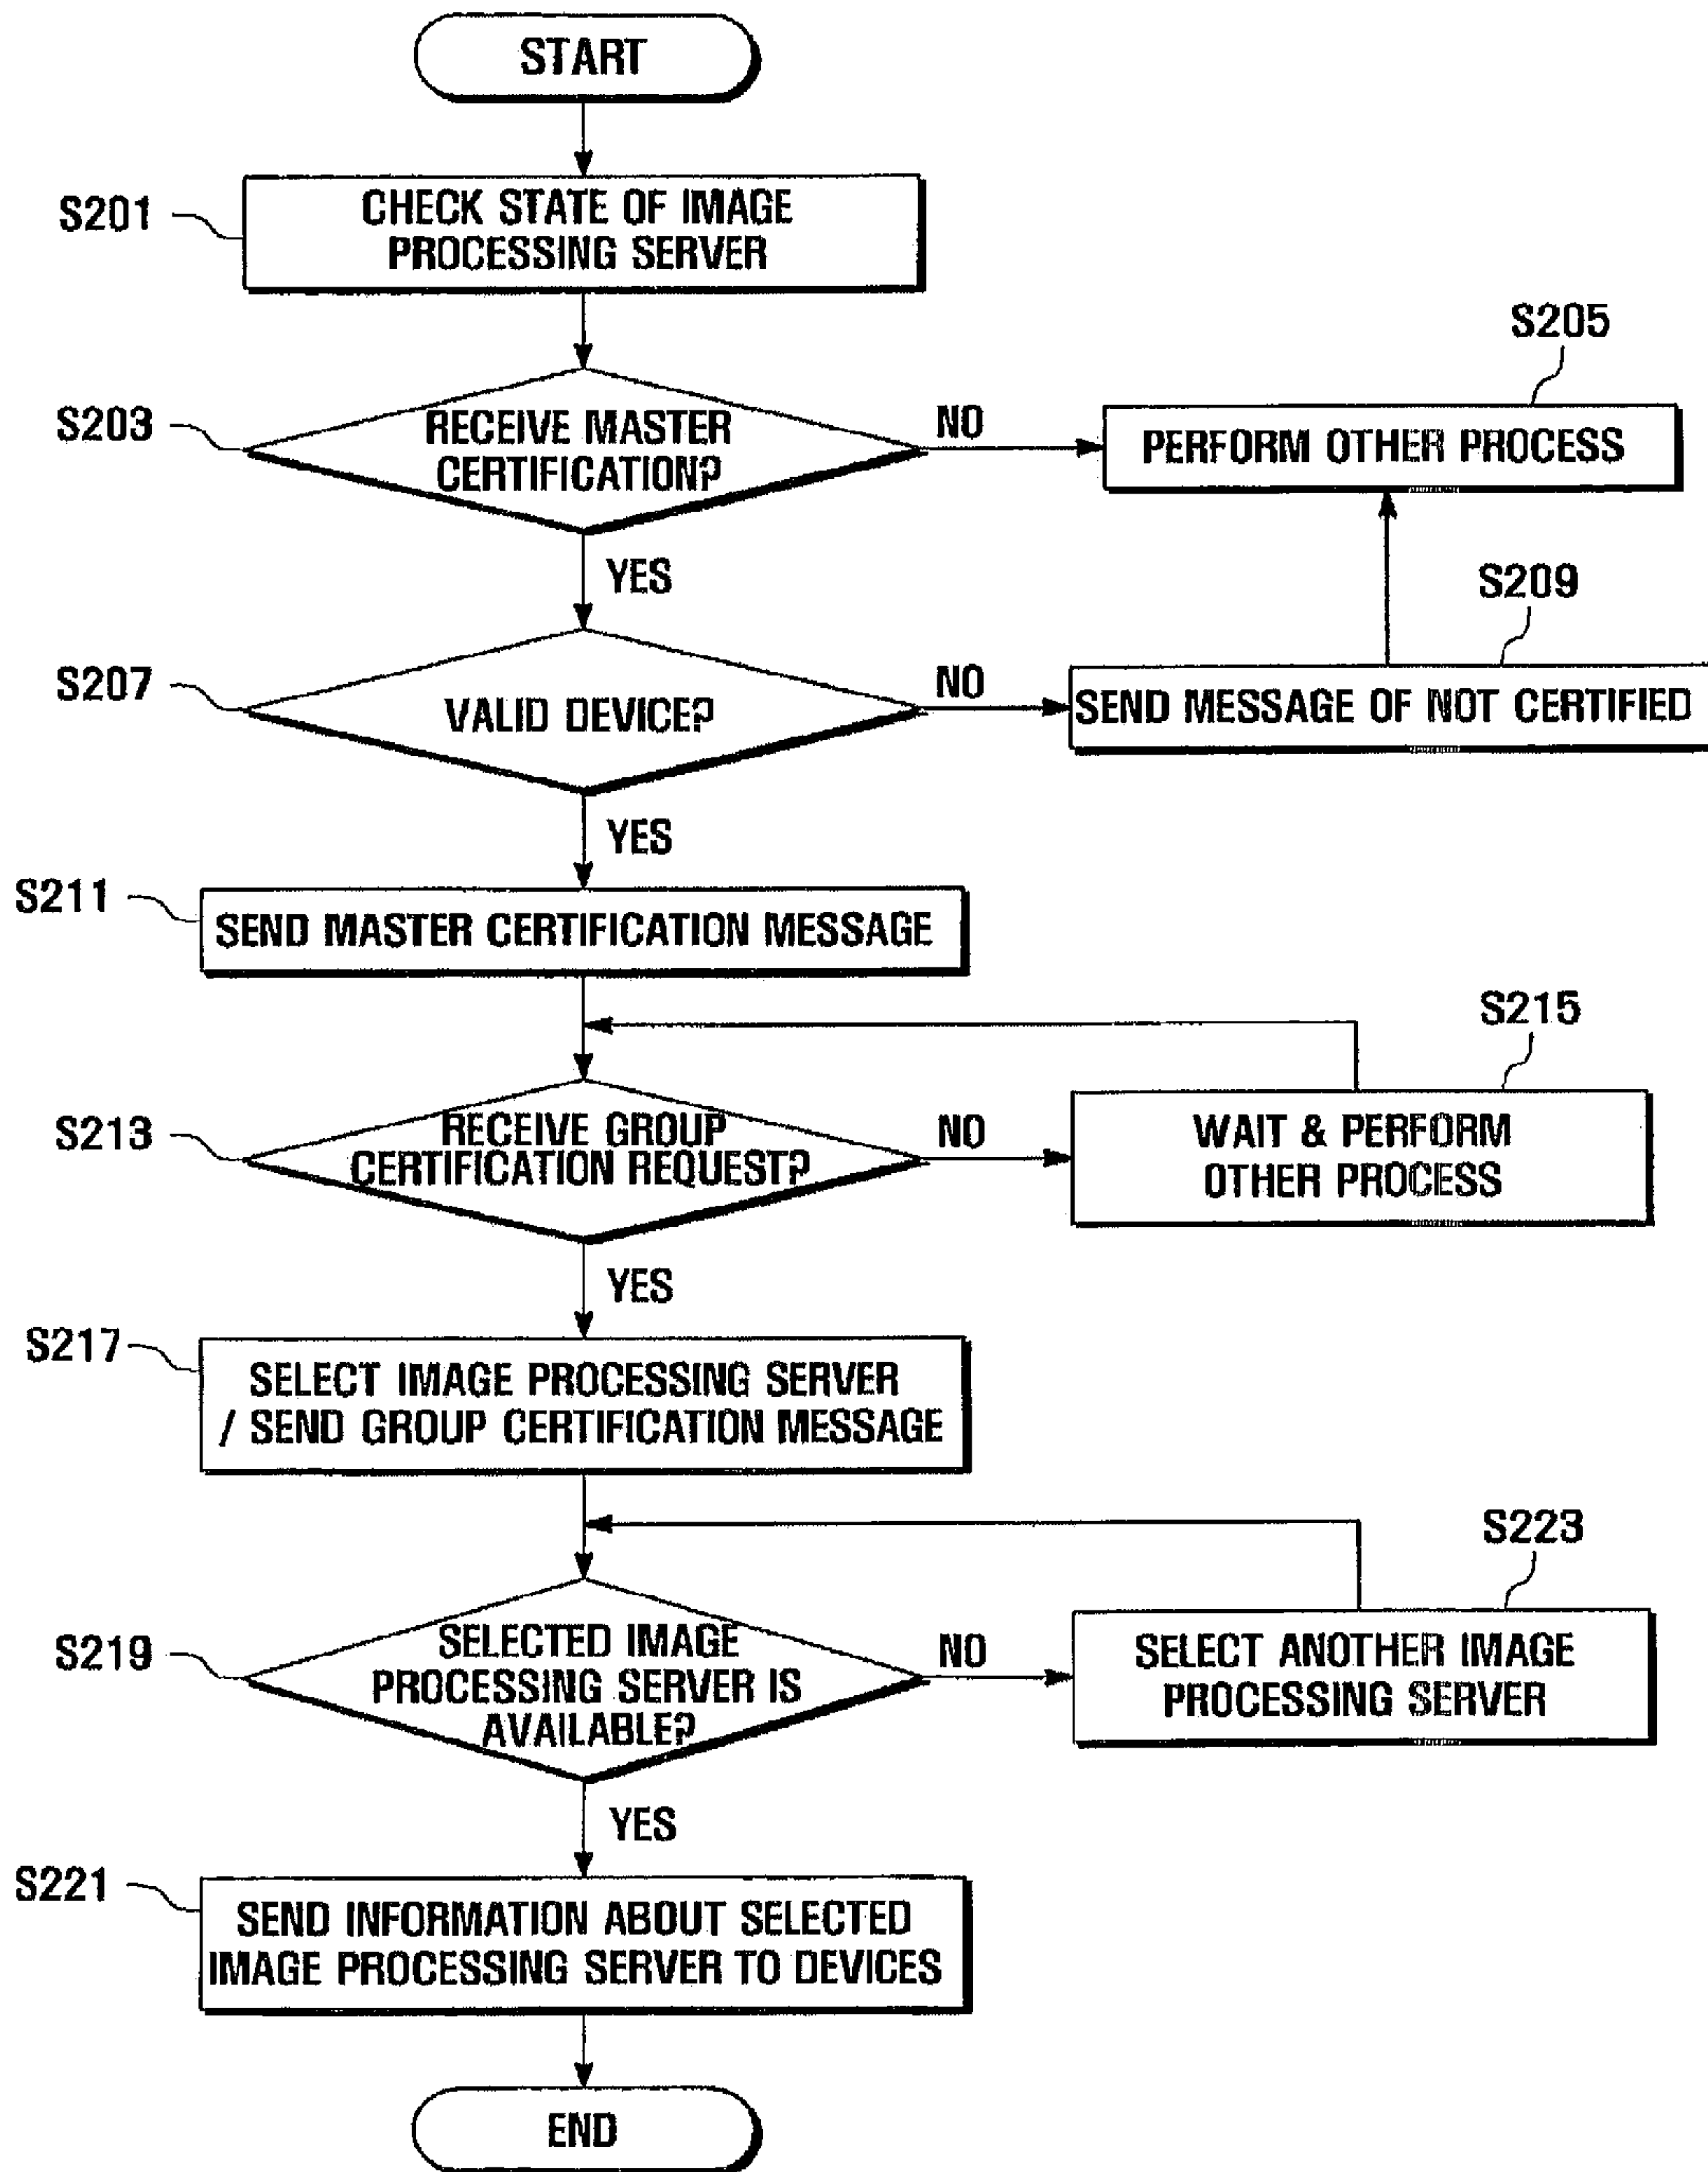 START
S201
CHECK STATE OF IMAGE
PROCESSING SERVER
S205
S203
RECEIVE MASTER
CERTIFICATION?
NO
PERFORM OTHER PROCESS
YES
S209
S207
VALID DEVICE?
NO
SEND MESSAGE OF NOT CERTIFIED
YES
S211
SEND MASTER CERTIFICATION MESSAGE
S215
S213
RECEIVE GROUP
CERTIFICATION REQUEST?
NO
WAIT & PERFORM
OTHER PROCESS
YES
S217
SELECT IMAGE PROCESSING SERVER
/ SEND GROUP CERTIFICATION MESSAGE
S223
S219
SELECTED IMAGE
PROCESSING SERVER IS
AVAILABLE?
NO
SELECT ANOTHER IMAGE
PROCESSING SERVER
YES
S221
SEND INFORMATION ABOUT SELECTED
IMAGE PROCESSING SERVER TO DEVICES
END